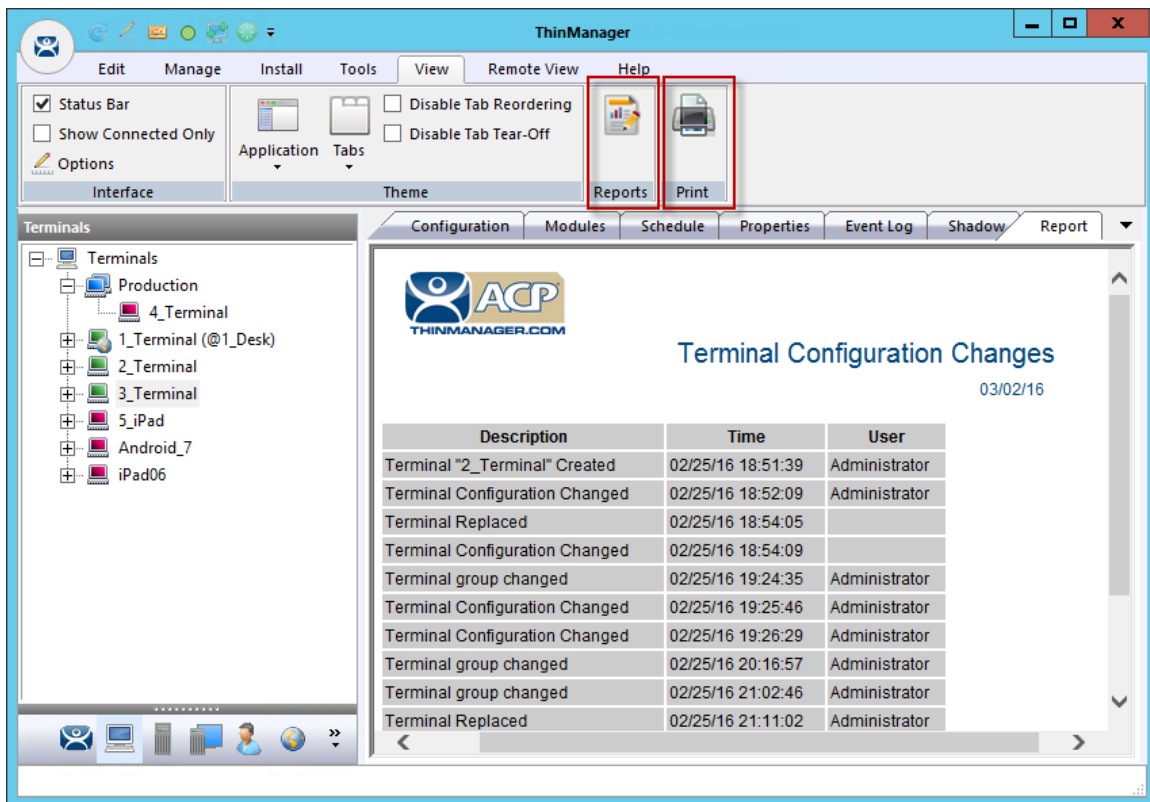 ThinManager
Edit Manage Install Tools View Remote View Help
Status Bar
Show Connected Only
Options
Interface
Application Tabs
Disable Tab Reordering
Disable Tab Tear-Off
Theme
Reports
Print
Terminals
Terminals
Production
4_Terminal
1_Terminal (@1_Desk)
2_Terminal
3_Terminal
5_iPad
Android_7
iPad06
Configuration Modules Schedule Properties Event Log Shadow Report
ACP
THINMANAGER.COM
Terminal Configuration Changes
03/02/16
Description Time User
Terminal "2_Terminal" Created 02/25/16 18:51:39 Administrator
Terminal Configuration Changed 02/25/16 18:52:09 Administrator
Terminal Replaced 02/25/16 18:54:05
Terminal Configuration Changed 02/25/16 18:54:09
Terminal group changed 02/25/16 19:24:35 Administrator
Terminal Configuration Changed 02/25/16 19:25:46 Administrator
Terminal Configuration Changed 02/25/16 19:26:29 Administrator
Terminal group changed 02/25/16 20:16:57 Administrator
Terminal group changed 02/25/16 21:02:46 Administrator
Terminal Replaced 02/25/16 21:11:02 Administrator